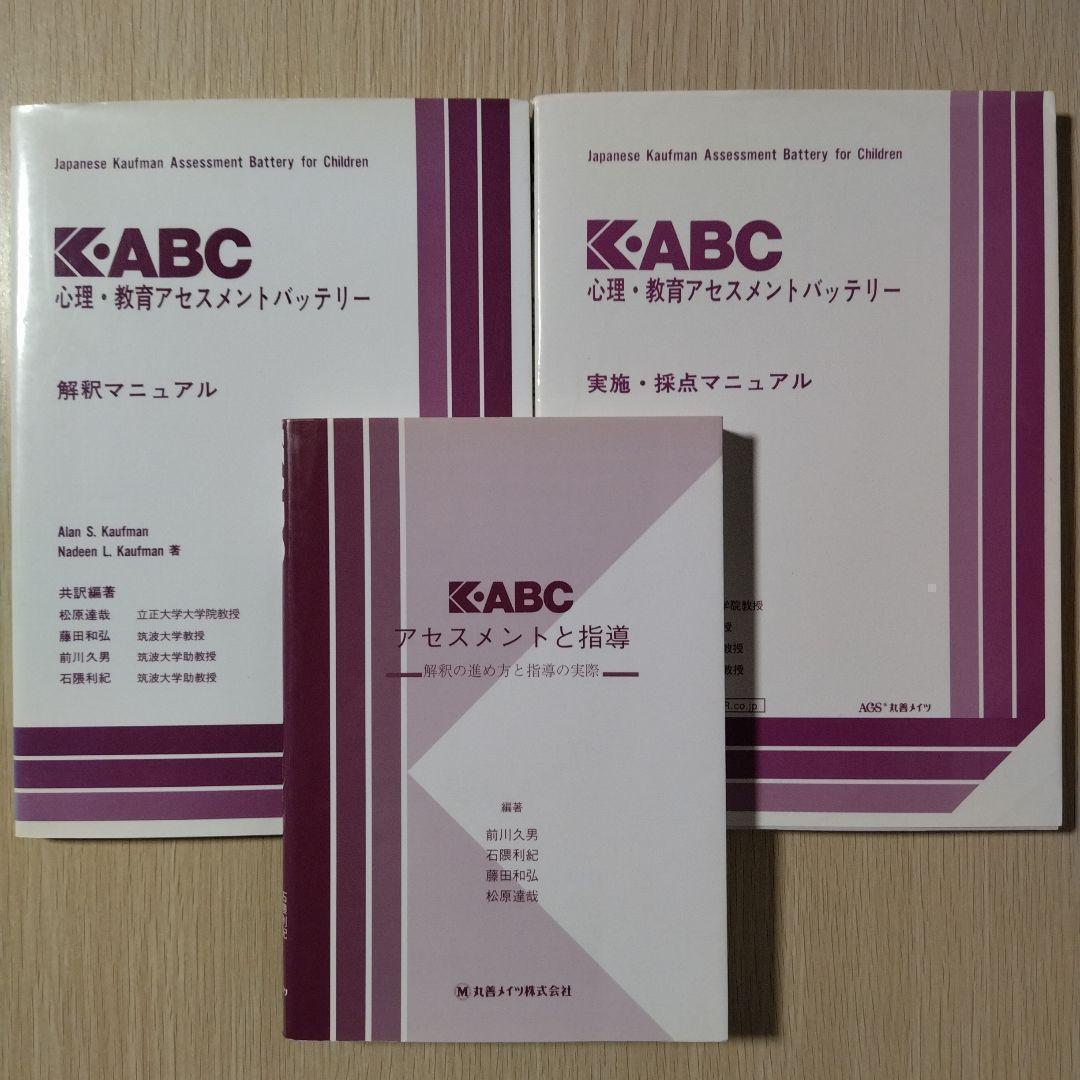 Japanese Kaufman Assessment Battery for Children
K·ABC
心理・教育アセスメントバッテリー
解釈マニュアル
Alan S. Kaufman
Nadeen L. Kaufman 著
共訳編著
松原達哉 立正大学大学院教授
藤田和弘 筑波大学教授
前川久男 筑波大学助教授
石隈利紀 筑波大学助教授
Japanese Kaufman Assessment Battery for Children
K·ABC
心理・教育アセスメントバッテリー
実施・採点マニュアル
学院教授
授
教授
教授
R.co.jp
AGS® 丸善メイツ
K·ABC
アセスメントと指導
解釈の進め方と指導の実際
編著
前川久男
石隈利紀
藤田和弘
松原達哉
M 丸善メイツ株式会社